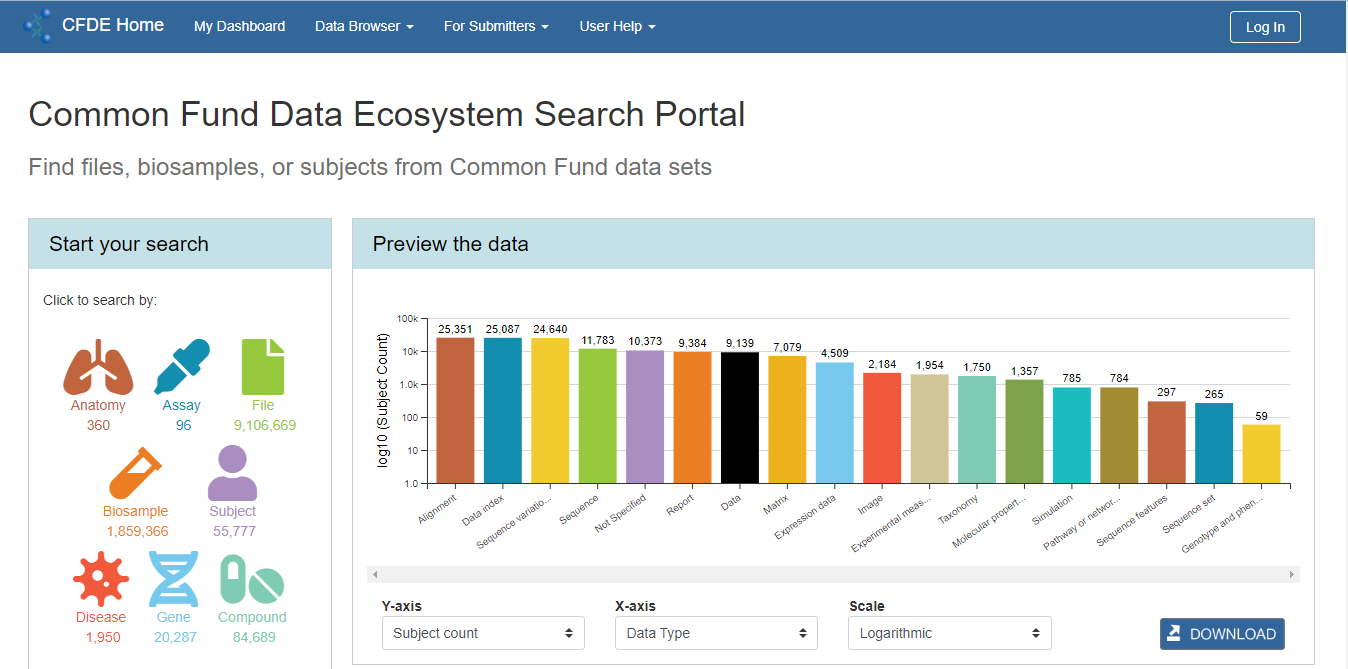 CFDE Home My Dashboard Data Browser For Submitters User Help Log In
Common Fund Data Ecosystem Search Portal
Find files, biosamples, or subjects from Common Fund data sets
Start your search
Click to search by:
Anatomy Assay File
360 96 9,106,669
Biosample Subject
1,859,366 55,777
Disease Gene Compound
1,950 20,287 84,689
Preview the data
log10 (Subject Count)
100k
10k
1.0k
100
10
1.0
25,351 25,087 24,640 11,783 10,373 9,384 9,139 7,079 4,509 2,184 1,954 1,750 1,357 785 784 297 265 59
Alignment
Data index
Sequence variatio...
Sequence
Not Specified
Report
Data
Matrix
Expression data
Image
Experimental meas...
Taxonomy
Molecular propert...
Simulation
Pathway or networ...
Sequence features
Sequence set
Genotype and phen...
Y-axis X-axis Scale
Subject count Data Type Logarithmic DOWNLOAD